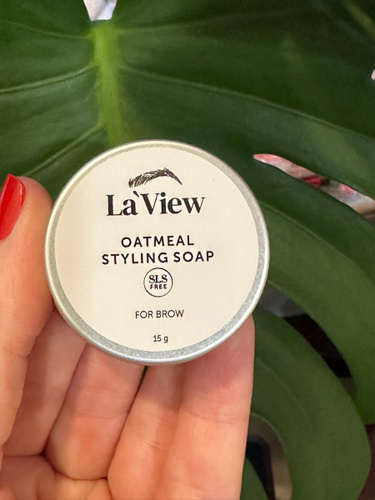 La`View
OATMEAL
STYLING SOAP
SLS
FREE
FOR BROW
15 g